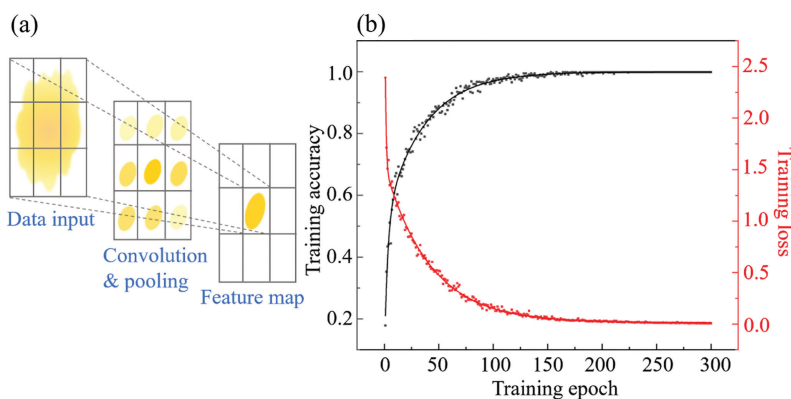 (a)
Data input
Convolution
& pooling
Feature map
(b)
Training accuracy
1.0
0.8
0.6
0.4
0.2
0 50 100 150 200 250 300
Training epoch
2.5
2.0
1.5
1.0
0.5
0.0
Training loss